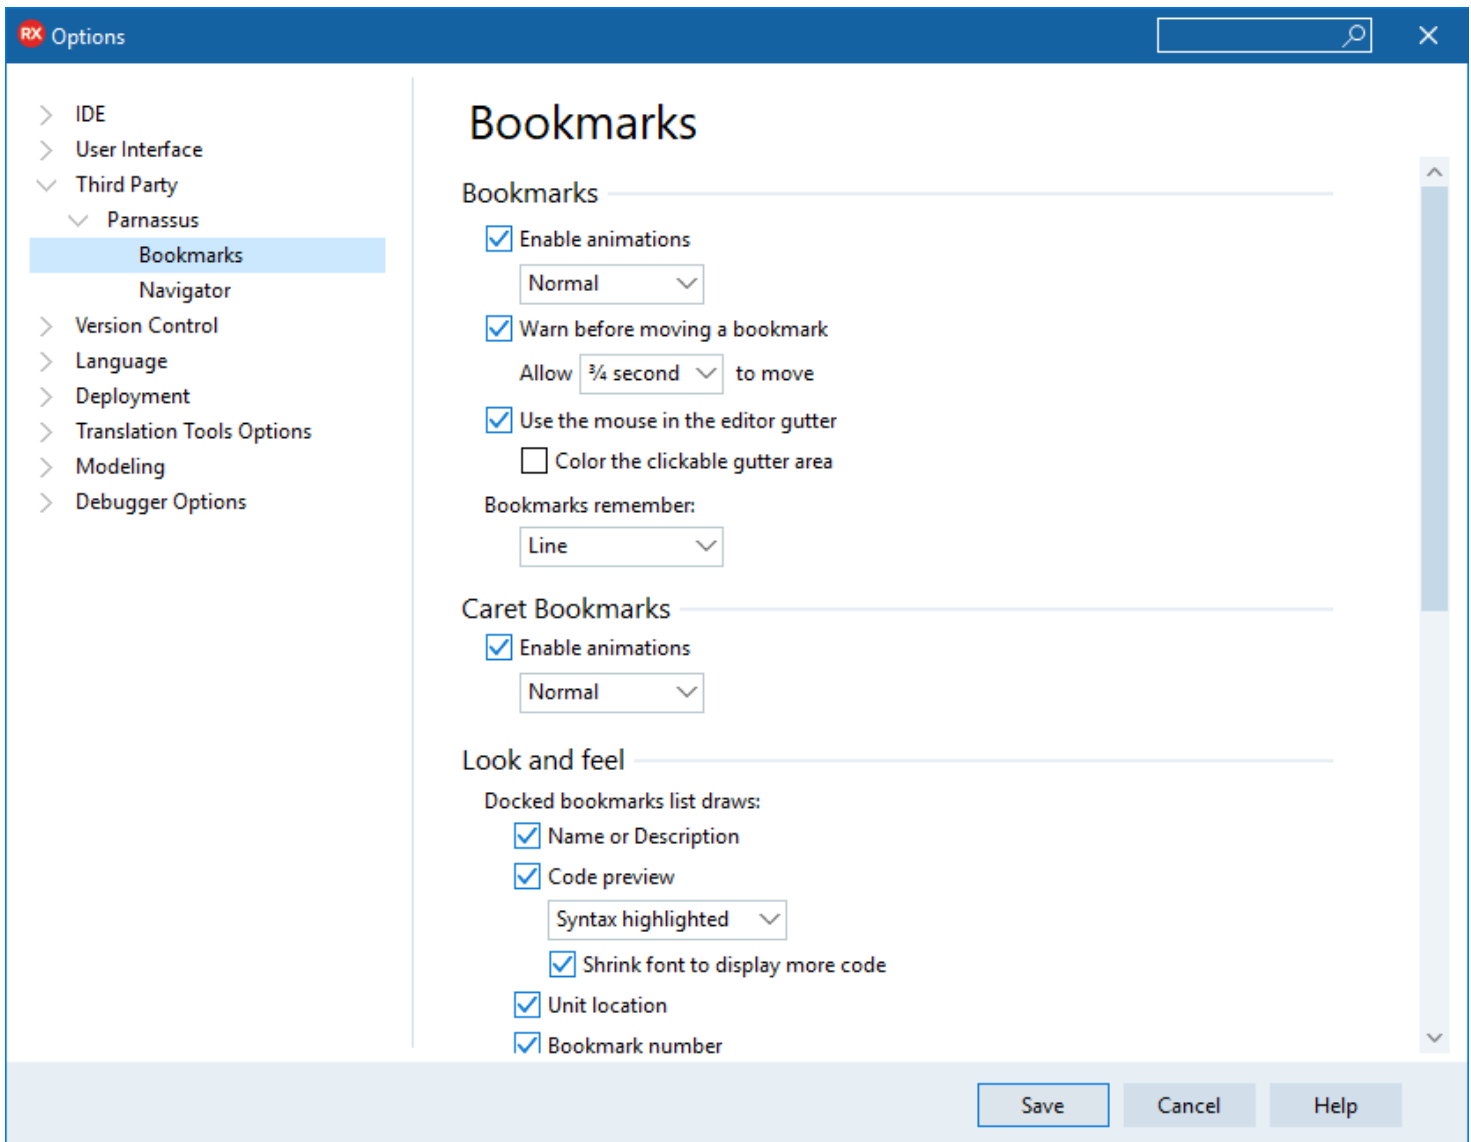 RX Options
IDE
User Interface
Third Party
Parnassus
Bookmarks
Navigator
Version Control
Language
Deployment
Translation Tools Options
Modeling
Debugger Options
Bookmarks
Bookmarks
Enable animations
Normal
Warn before moving a bookmark
Allow ¾ second to move
Use the mouse in the editor gutter
Color the clickable gutter area
Bookmarks remember:
Line
Caret Bookmarks
Enable animations
Normal
Look and feel
Docked bookmarks list draws:
Name or Description
Code preview
Syntax highlighted
Shrink font to display more code
Unit location
Bookmark number
Save Cancel Help